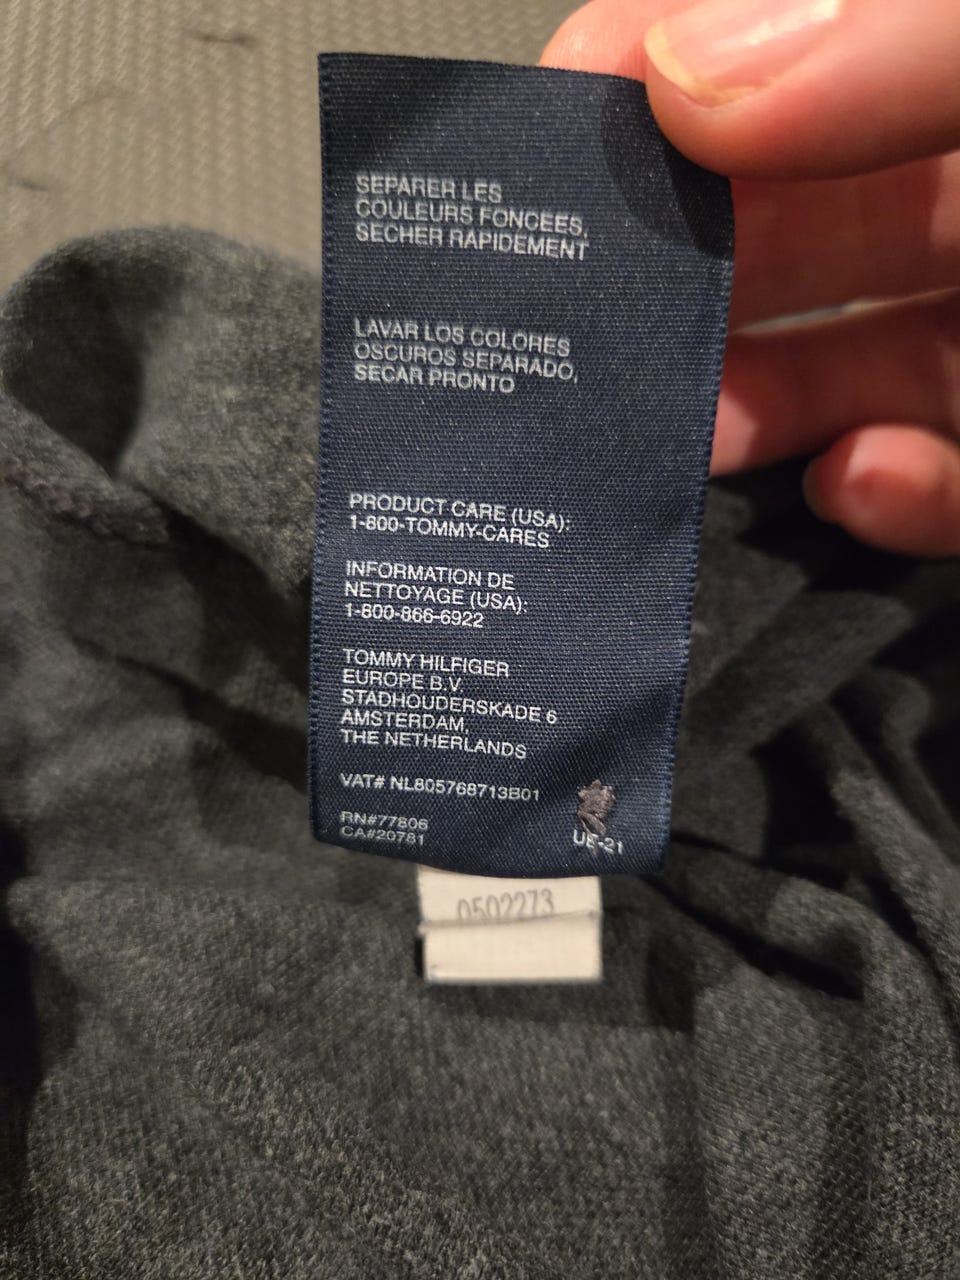 SEPARER LES
COULEURS FONCEES,
SECHER RAPIDEMENT
LAVAR LOS COLORES
OSCUROS SEPARADO,
SECAR PRONTO
PRODUCT CARE (USA):
1-800-TOMMY-CARES
INFORMATION DE
NETTOYAGE (USA):
1-800-866-6922
TOMMY HILFIGER
EUROPE B.V.
STADHOUDERSKADE 6
AMSTERDAM,
THE NETHERLANDS
VAT# NL805768713B01
RN#77806
CA#20781
UE-21
0502273